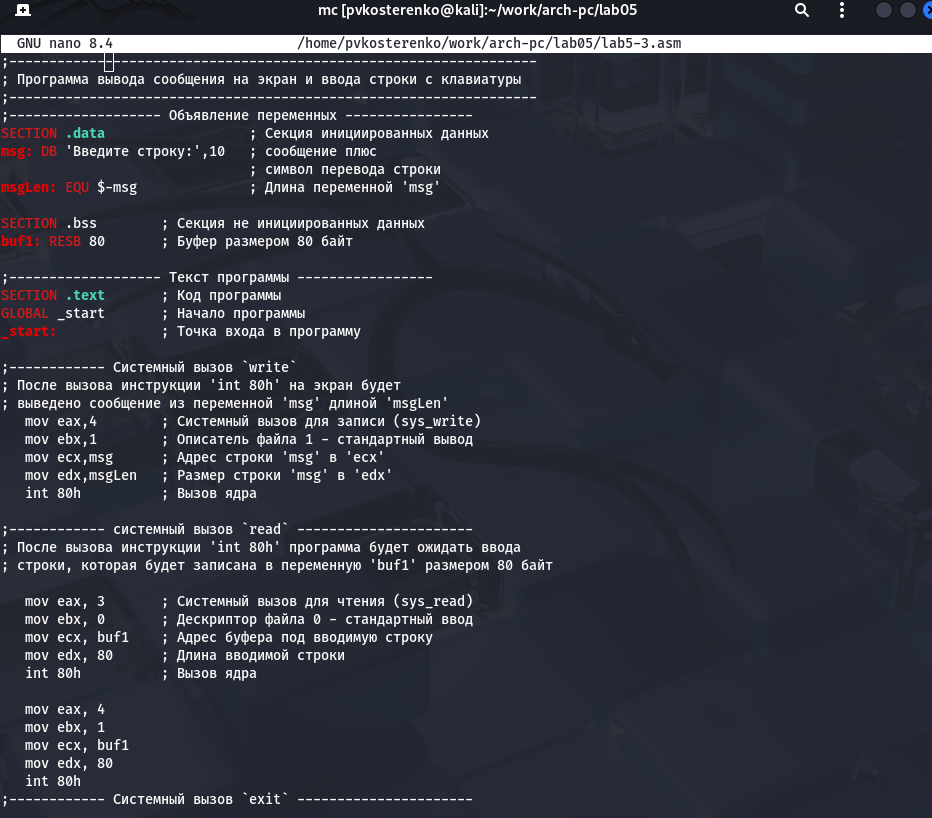 mc [pvkosterenko@kali]:~/work/arch-pc/lab05
GNU nano 8.4 /home/pvkosterenko/work/arch-pc/lab05/lab5-3.asm
;------------------------------------------------------------------
; Программа вывода сообщения на экран и ввода строки с клавиатуры
;------------------------------------------------------------------
;------------------- Объявление переменных ----------------
SECTION .data ; Секция инициированных данных
msg: DB 'Введите строку:',10 ; сообщение плюс
; символ перевода строки
msgLen: EQU $-msg ; Длина переменной 'msg'
SECTION .bss ; Секция не инициированных данных
buf1: RESB 80 ; Буфер размером 80 байт
;------------------- Текст программы -----------------
SECTION .text ; Код программы
GLOBAL _start ; Начало программы
_start: ; Точка входа в программу
;------------ Системный вызов `write`
; После вызова инструкции 'int 80h' на экран будет
; выведено сообщение из переменной 'msg' длиной 'msgLen'
mov eax,4 ; Системный вызов для записи (sys_write)
mov ebx,1 ; Описатель файла 1 - стандартный вывод
mov ecx,msg ; Адрес строки 'msg' в 'ecx'
mov edx,msgLen ; Размер строки 'msg' в 'edx'
int 80h ; Вызов ядра
;------------ системный вызов `read` ----------------------
; После вызова инструкции 'int 80h' программа будет ожидать ввода
; строки, которая будет записана в переменную 'buf1' размером 80 байт
mov eax, 3 ; Системный вызов для чтения (sys_read)
mov ebx, 0 ; Дескриптор файла 0 - стандартный ввод
mov ecx, buf1 ; Адрес буфера под вводимую строку
mov edx, 80 ; Длина вводимой строки
int 80h ; Вызов ядра
mov eax, 4
mov ebx, 1
mov ecx, buf1
mov edx, 80
int 80h
;------------ Системный вызов `exit` ----------------------